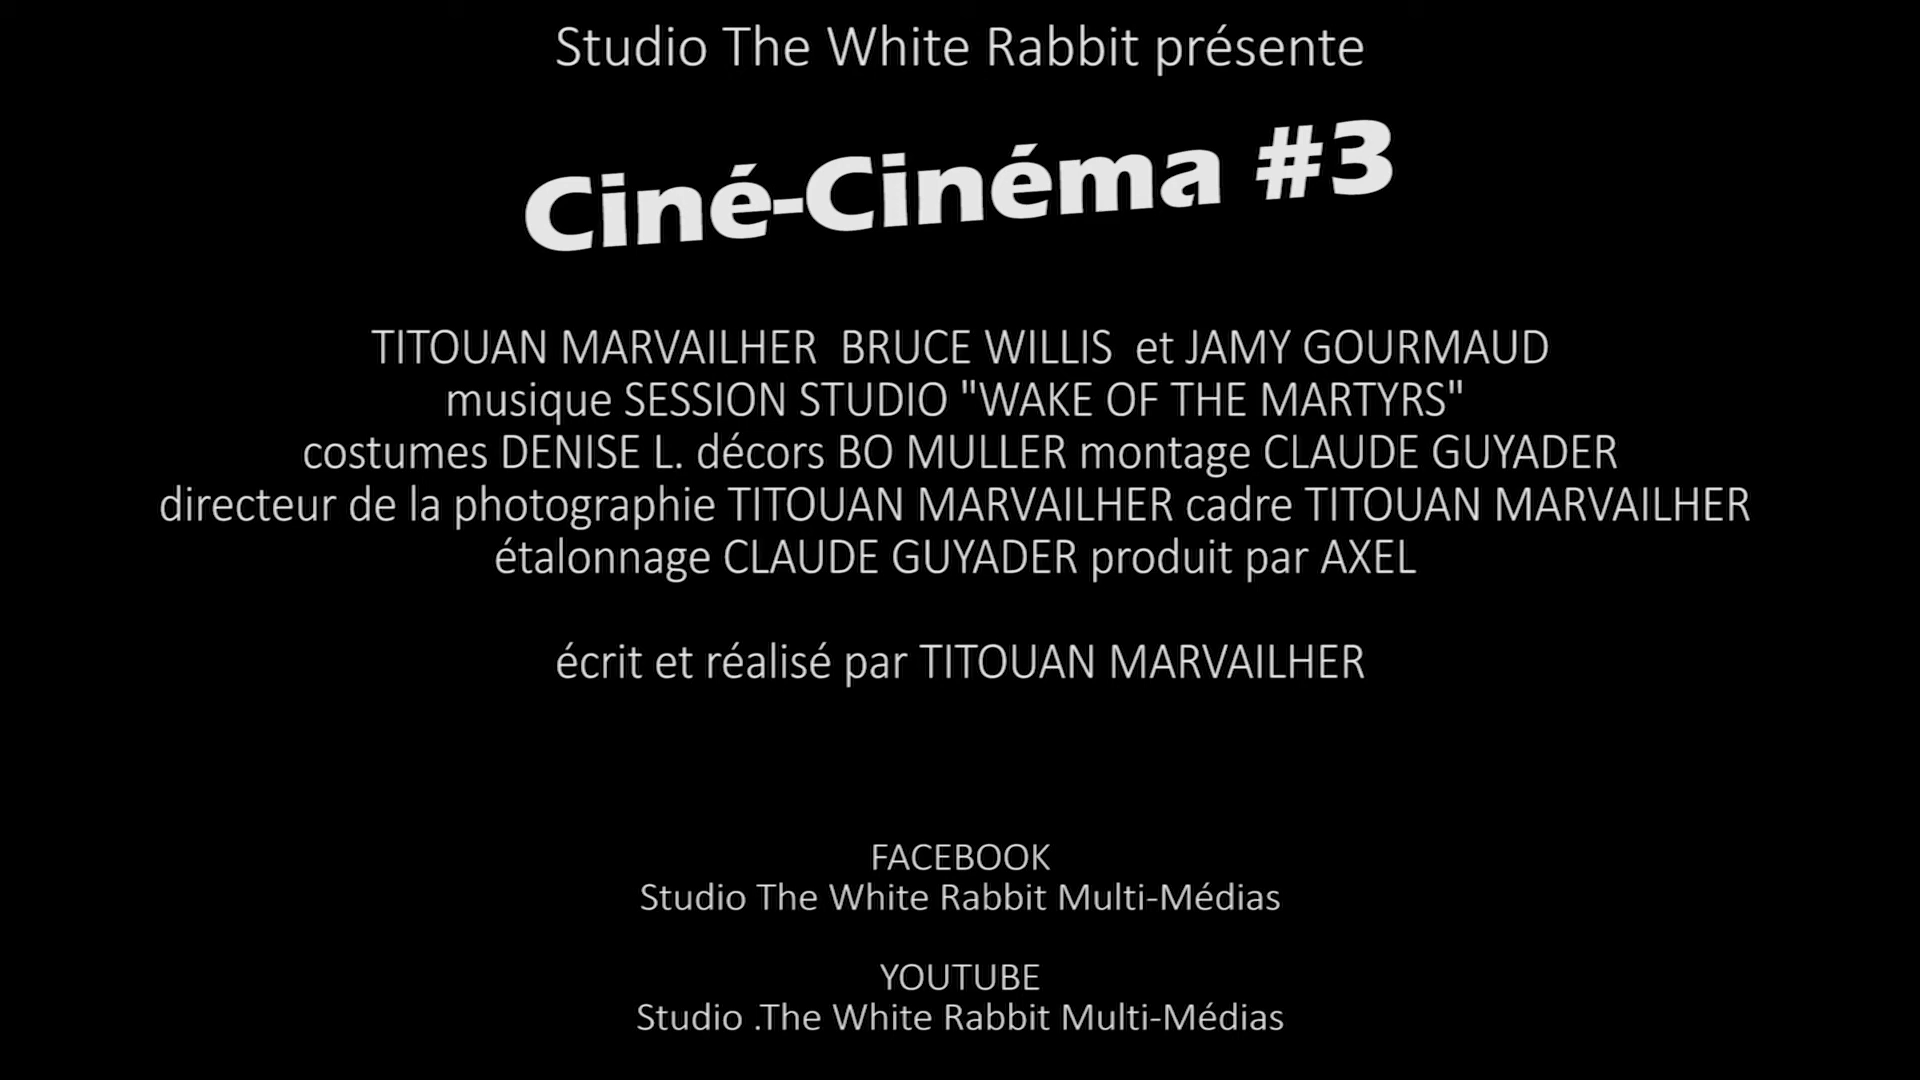 Studio The White Rabbit présente
Ciné-Cinéma #3
TITOUAN MARVAILHER  BRUCE WILLIS  et JAMY GOURMAUD
musique SESSION STUDIO "WAKE OF THE MARTYRS"
costumes DENISE L. décors BO MULLER montage CLAUDE GUYADER
directeur de la photographie TITOUAN MARVAILHER cadre TITOUAN MARVAILHER
étalonnage CLAUDE GUYADER produit par AXEL
écrit et réalisé par TITOUAN MARVAILHER
FACEBOOK
Studio The White Rabbit Multi-Médias
YOUTUBE
Studio .The White Rabbit Multi-Médias